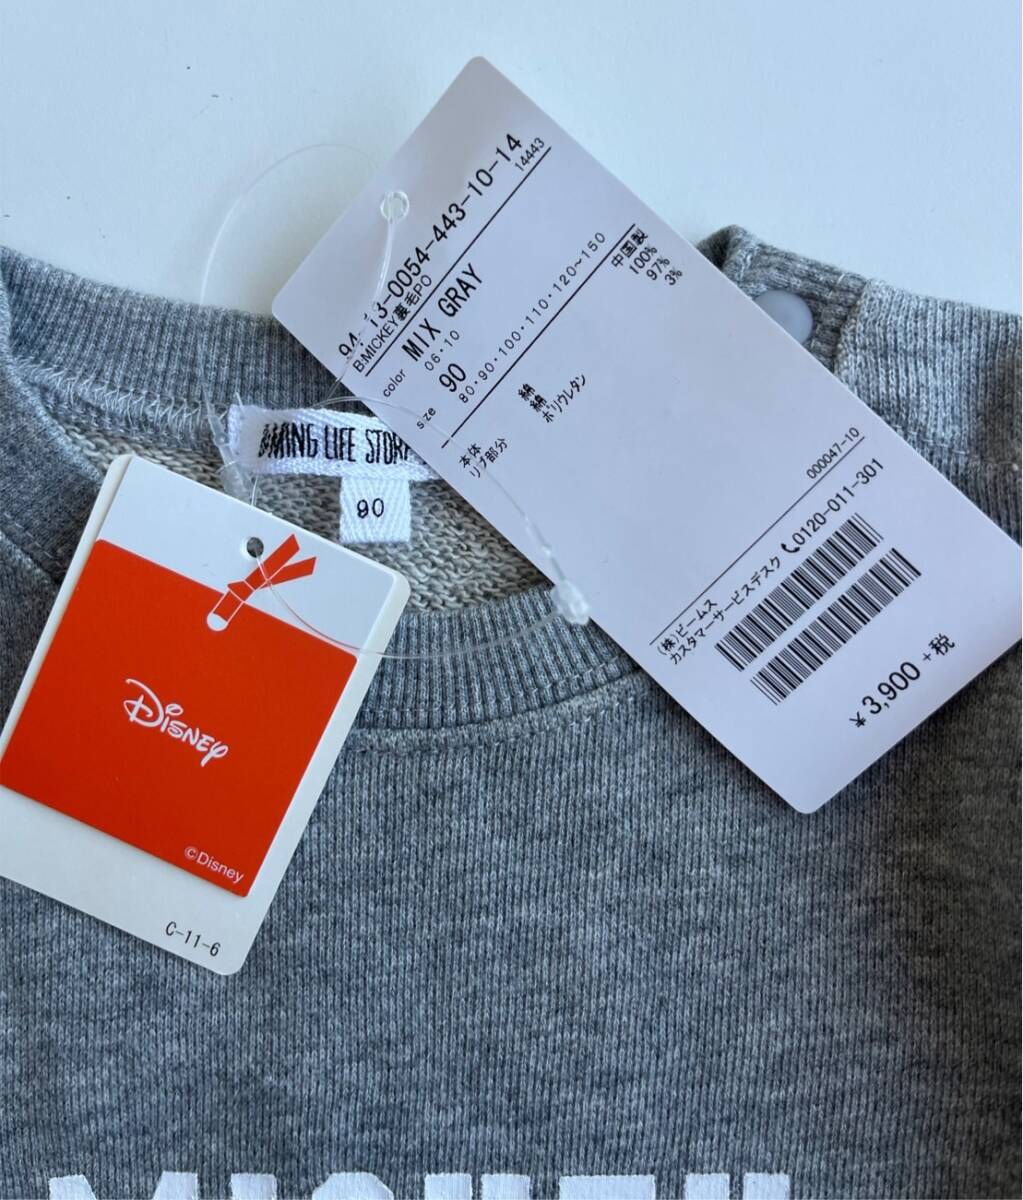 94-13-0054-443-10-14
14443
B:MICKEY裏毛PO
color MIX GRAY
06・10
size 90
80・90・100・110・120~150
中国製
本体 綿 100%
リブ部分 綿 97%
ポリウレタン 3%
000047-10
(株)ビームス
カスタマーサービスデスク 0120-011-301
¥3,900 +税
B:MING LIFE STOR
90
Disney
©Disney
C-11-6